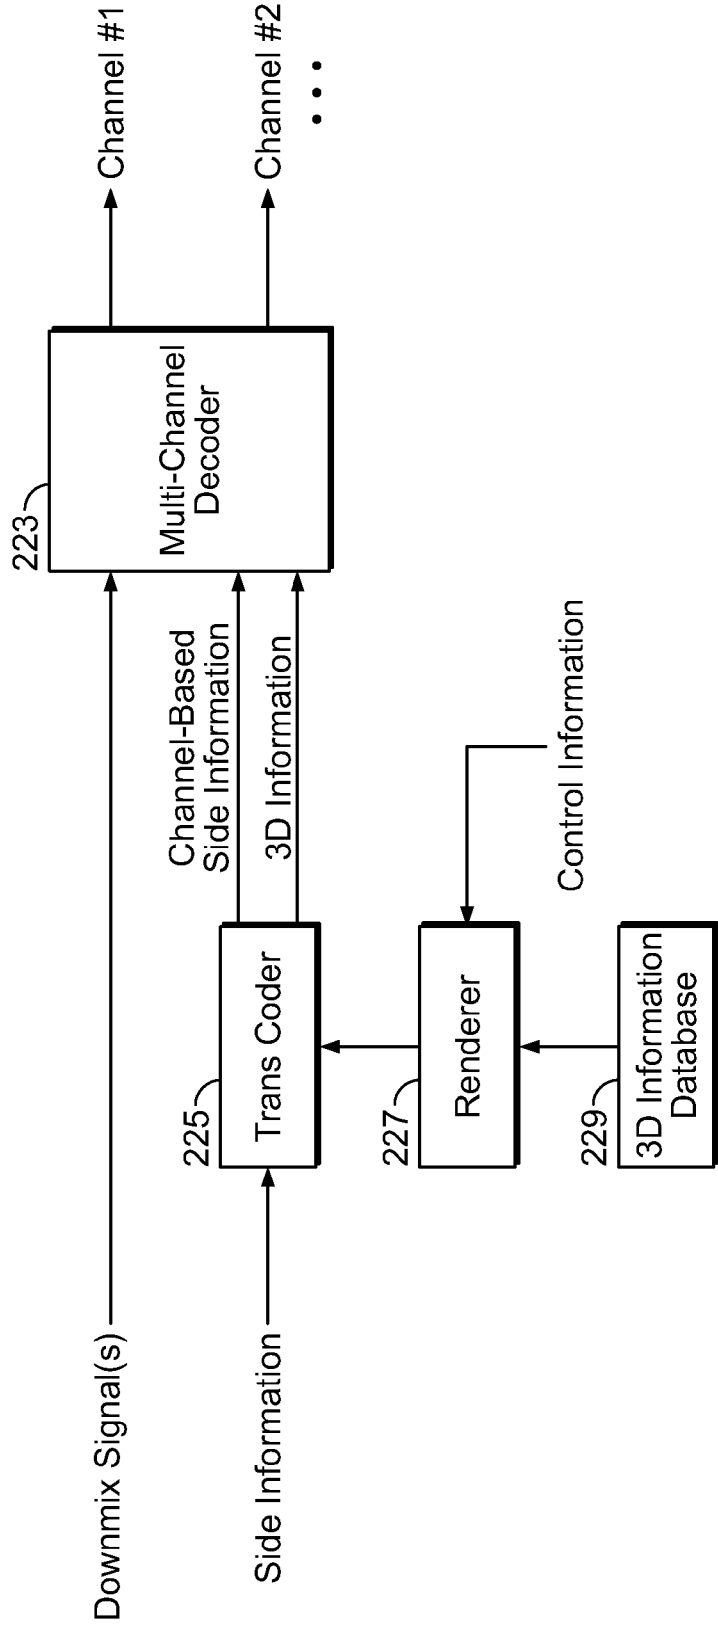 Downmix Signal(s)
223
Multi-Channel
Decoder
Channel #1
Channel #2
...
Channel-Based
Side Information
3D Information
Side Information
225
Trans Coder
227
Renderer
Control Information
229
3D Information
Database